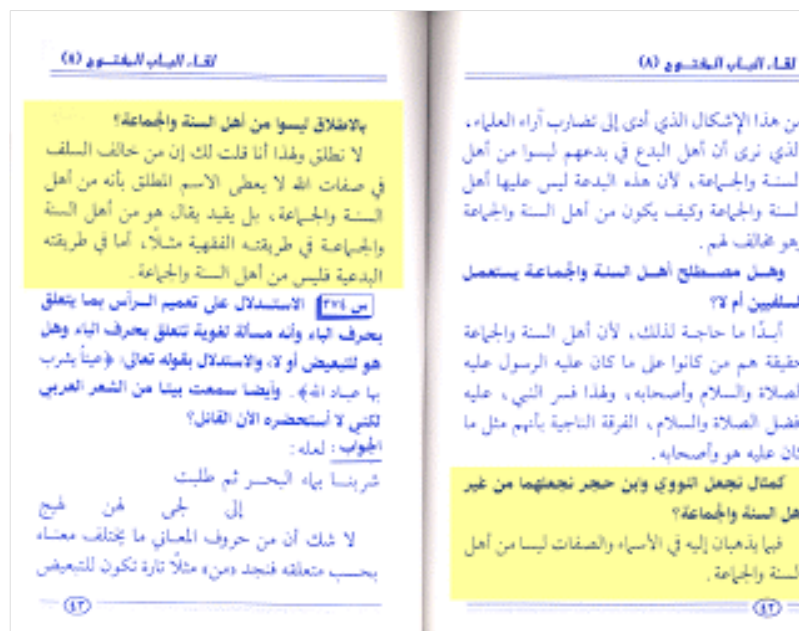 لقاء الباب المفتوح (٨)
من هذا الإشكال الذي أدى إلى تضارب آراء العلماء،
الذي نرى أن أهل البدع في بدعهم ليسوا من أهل
السنة والجماعة، لأن هذه البدعة ليس عليها أهل
السنة والجماعة وكيف يكون من أهل السنة والجماعة
وهو مخالف لهم.
وهل مصطلح أهل السنة والجماعة يستعمل
للسلفيين أم لا؟
أبداً ما حاجة لذلك، لأن أهل السنة والجماعة
حقيقة هم من كانوا على ما كان عليه الرسول عليه
الصلاة والسلام وأصحابه، ولهذا فسر النبي، عليه
أفضل الصلاة والسلام، الفرقة الناجية بأنهم مثل ما
كان عليه هو وأصحابه.
كمثال نجعل النووي وابن حجر نجعلهما من غير
أهل السنة والجماعة؟
فيما يذهبان إليه في الأسماء والصفات ليسا من أهل
السنة والجماعة.
٤٢
لقاء الباب المفتوح (٨)
بالاطلاق ليسوا من أهل السنة والجماعة؟
لا نطلق ولهذا أنا قلت لك إن من خالف السلف
في صفات الله لا يعطى الاسم المطلق بأنه من أهل
السنة والجماعة، بل يقيد يقال هو من أهل السنة
والجماعة في طريقته الفقهية مثلاً، أما في طريقته
البدعية فليس من أهل السنة والجماعة.
س ٣٧٤ الاستدلال على تعميم الرأس بما يتعلق
بحرف الباء وأنه مسألة لغوية تتعلق بحرف الباء وهل
هو للتبعيض أو لا، والاستدلال بقوله تعالى: ﴿عيناً يشرب
بها عباد الله﴾. وأيضا سمعت بيتا من الشعر العربي
لكني لا أستحضره الآن القائل؟
الجواب: لعله:
شربنا بماء البحر ثم طلبت
إلى لجى لهن
لا شك أن من حروف المعاني ما يختلف معناه
بحسب متعلقه فنجد «من» مثلاً تارة تكون للتبعيض
٤٣